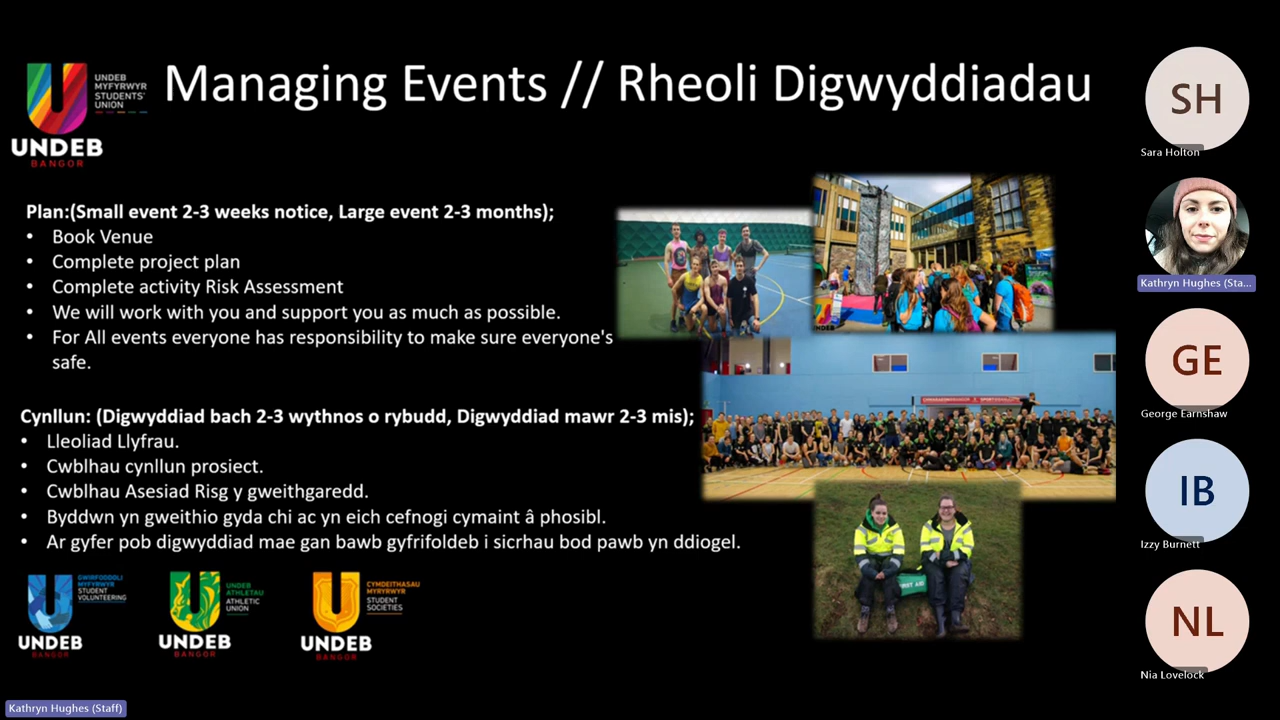 Managing Events // Rheoli Digwyddiadau
UNDEB
MYFYRWYR
STUDENTS'
UNION
UNDEB
BANGOR
Plan:(Small event 2-3 weeks notice, Large event 2-3 months);
• Book Venue
• Complete project plan
• Complete activity Risk Assessment
• We will work with you and support you as much as possible.
• For All events everyone has responsibility to make sure everyone's
safe.
Cynllun: (Digwyddiad bach 2-3 wythnos o rybudd, Digwyddiad mawr 2-3 mis);
• Lleoliad Llyfrau.
• Cwblhau cynllun prosiect.
• Cwblhau Asesiad Risg y gweithgaredd.
• Byddwn yn gweithio gyda chi ac yn eich cefnogi cymaint â phosibl.
• Ar gyfer pob digwyddiad mae gan bawb gyfrifoldeb i sicrhau bod pawb yn ddiogel.
GWIRFODDOLI
MYFYRWYR
STUDENT
VOLUNTEERING
UNDEB
BANGOR
UNDEB
ATHLETAU
ATHLETIC
UNION
UNDEB
BANGOR
CYMDEITHASAU
MYRYRWYR
STUDENT
SOCIETIES
UNDEB
BANGOR
UNDEB
FIRST AID
SH
Sara Holton
Kathryn Hughes (Sta...
GE
George Earnshaw
IB
Izzy Burnett
NL
Nia Lovelock
Kathryn Hughes (Staff)